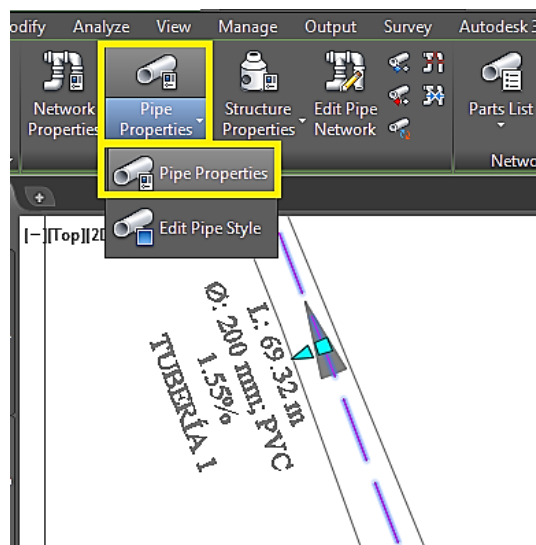 odify Analyze View Manage Output Survey Autodesk 3
Network Properties
Pipe Properties
Structure Properties
Edit Pipe Network
Parts List
Netwo
Pipe Properties
Edit Pipe Style
[−][Top][2D
L: 69.32 m
Ø: 200 mm; PVC
1.55%
TUBERÍA 1